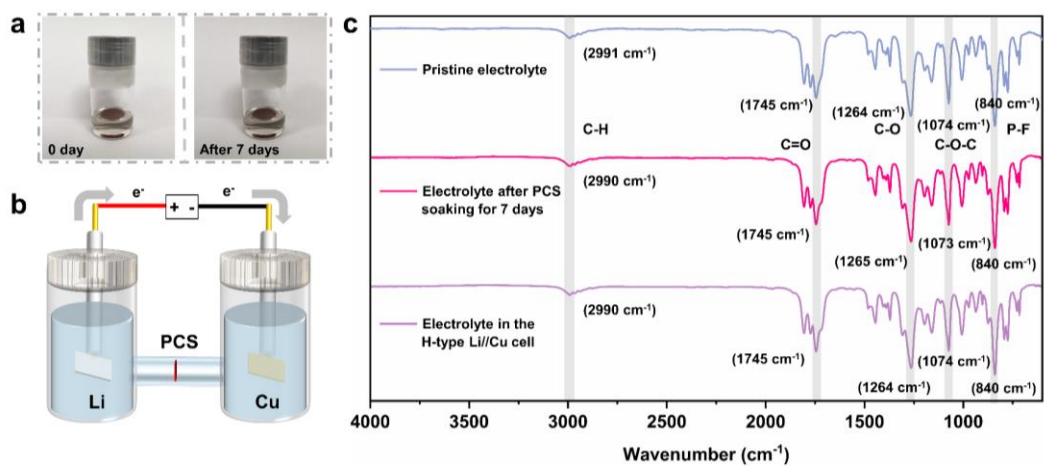 a
0 day
After 7 days
b
e-
+ -
e-
PCS
Li
Cu
c
Pristine electrolyte
(2991 cm-1)
(1745 cm-1)
(1264 cm-1)
(1074 cm-1)
(840 cm-1)
C-H
C=O
C-O
C-O-C
P-F
Electrolyte after PCS
soaking for 7 days
(2990 cm-1)
(1745 cm-1)
(1265 cm-1)
(1073 cm-1)
(840 cm-1)
Electrolyte in the
H-type Li//Cu cell
(2990 cm-1)
(1745 cm-1)
(1264 cm-1)
(1074 cm-1)
(840 cm-1)
4000 3500 3000 2500 2000 1500 1000
Wavenumber (cm-1)